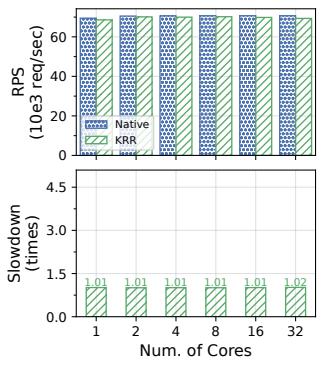 RPS
(10e3 req/sec)
60
40
20
0
Native
KRR
Slowdown
(times)
4.5
3.0
1.5
0.0
1.01 1.01 1.01 1.01 1.01 1.02
1 2 4 8 16 32
Num. of Cores